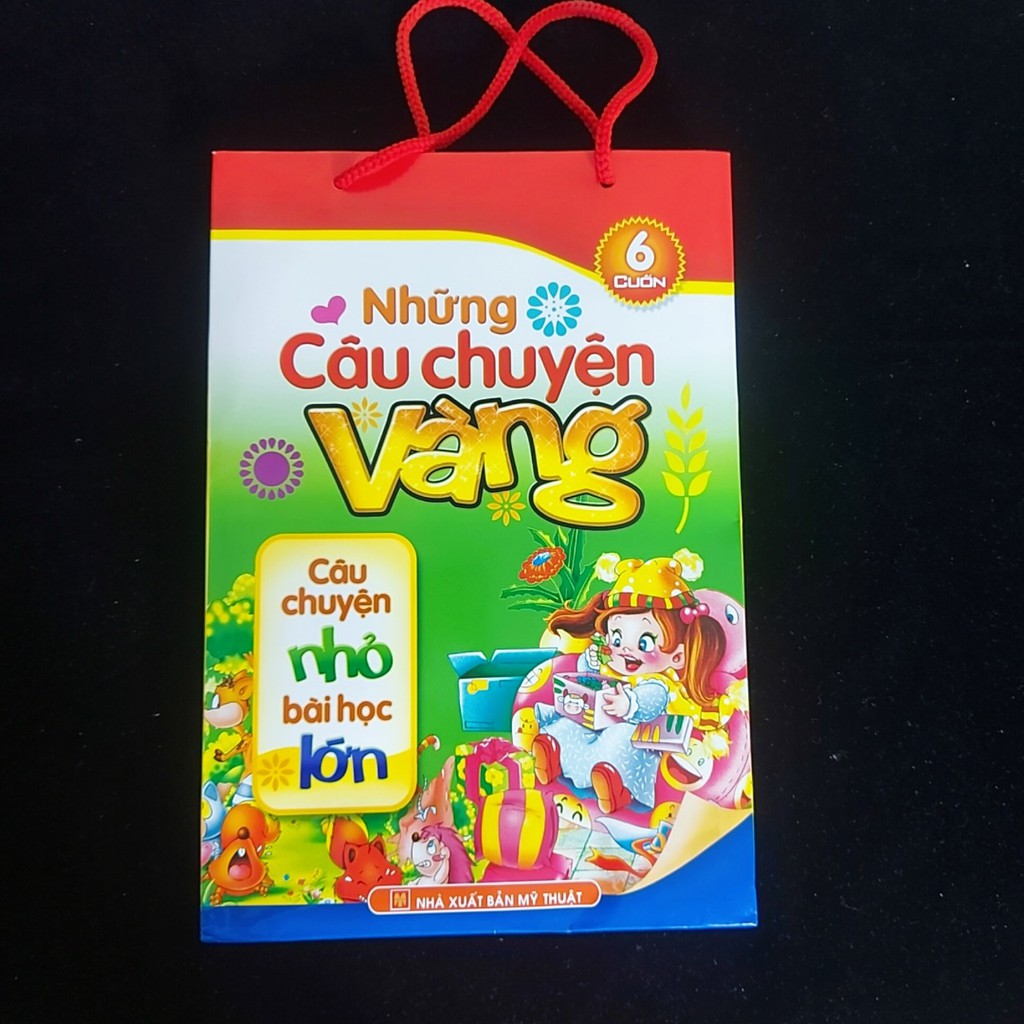 6
CUỐN
Những
Câu chuyện
Vàng
Câu
chuyện
nhỏ
bài học
lớn
NHÀ XUẤT BẢN MỸ THUẬT